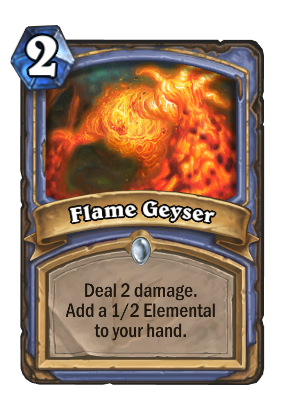 2
Flame Geyser
Deal 2 damage.
Add a 1/2 Elemental
to your hand.